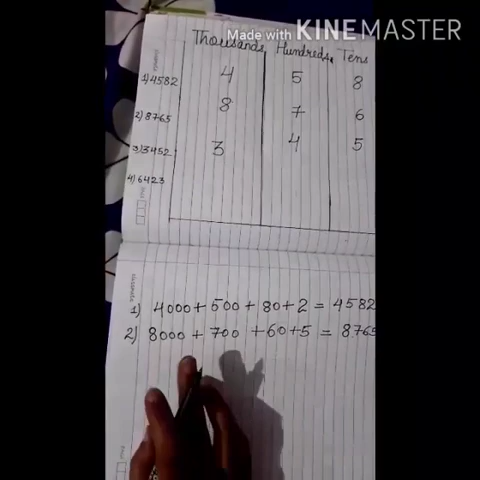 Made with KINEMASTER
Thousands Hundreds Tens
1) 4582 4 5 8
2) 8765 8 7 6
3) 3452 3 4 5
4) 6423
1) 4000 + 500 + 80 + 2 = 4582
2) 8000 + 700 + 60 + 5 = 8765